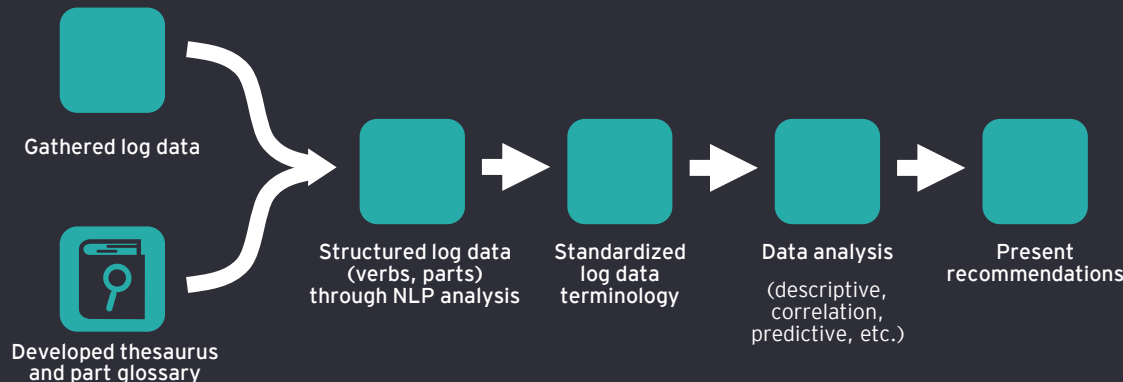 Gathered log data
Developed thesaurus
and part glossary
Structured log data
(verbs, parts)
through NLP analysis
Standardized
log data
terminology
Data analysis
(descriptive,
correlation,
predictive, etc.)
Present
recommendations